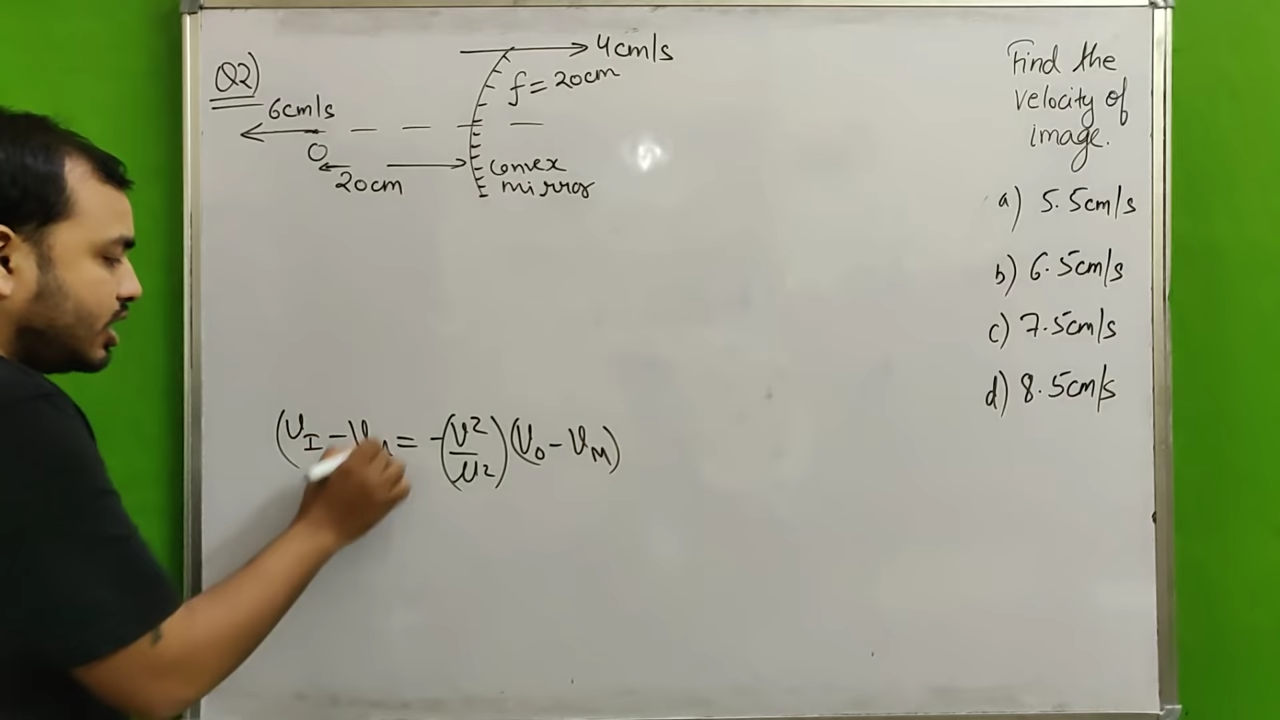 Q2)
4cm/s
f = 20cm
6cm/s
O
20cm
Convex
mirror
Find the
velocity of
image.
a) 5.5cm/s
b) 6.5cm/s
c) 7.5cm/s
d) 8.5cm/s
(V_I - V = -(V²/u²)(V_O - V_M)